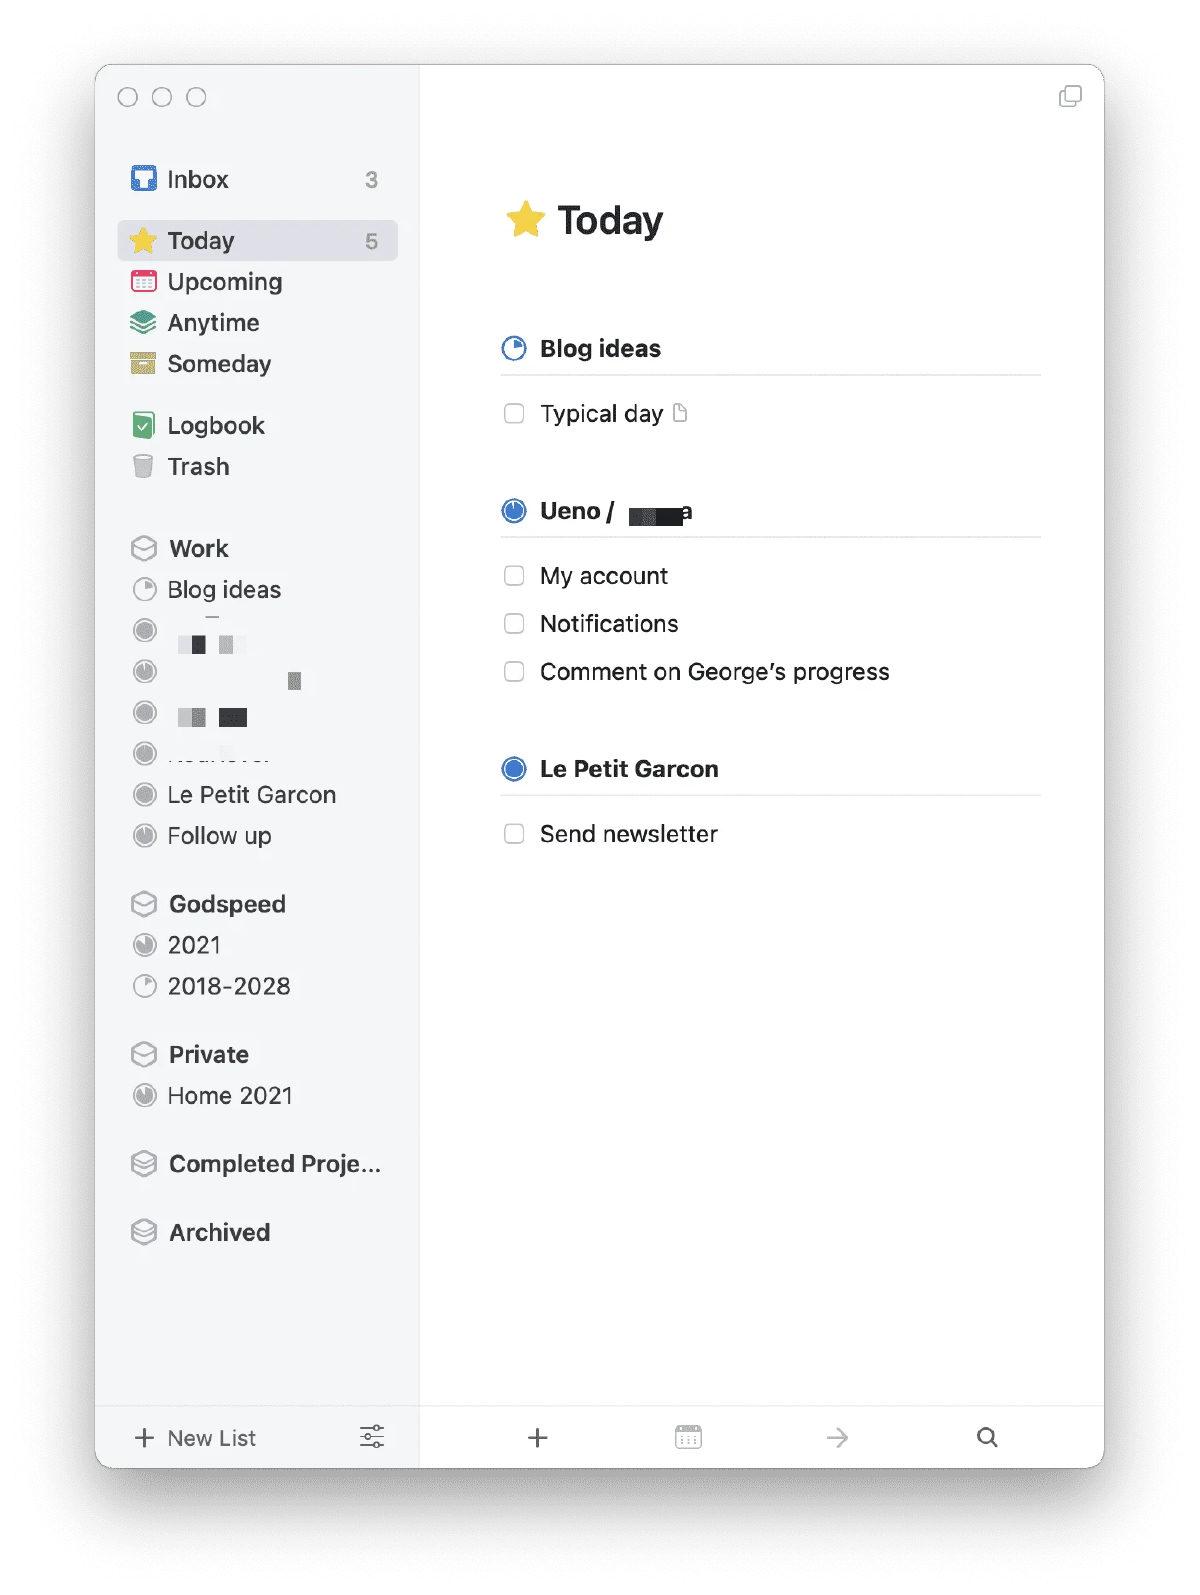 Inbox 3
Today 5
Upcoming
Anytime
Someday
Logbook
Trash
Work
Blog ideas
Le Petit Garcon
Follow up
Godspeed
2021
2018-2028
Private
Home 2021
Completed Proje...
Archived
New List
Today
Blog ideas
Typical day
Ueno /
My account
Notifications
Comment on George’s progress
Le Petit Garcon
Send newsletter